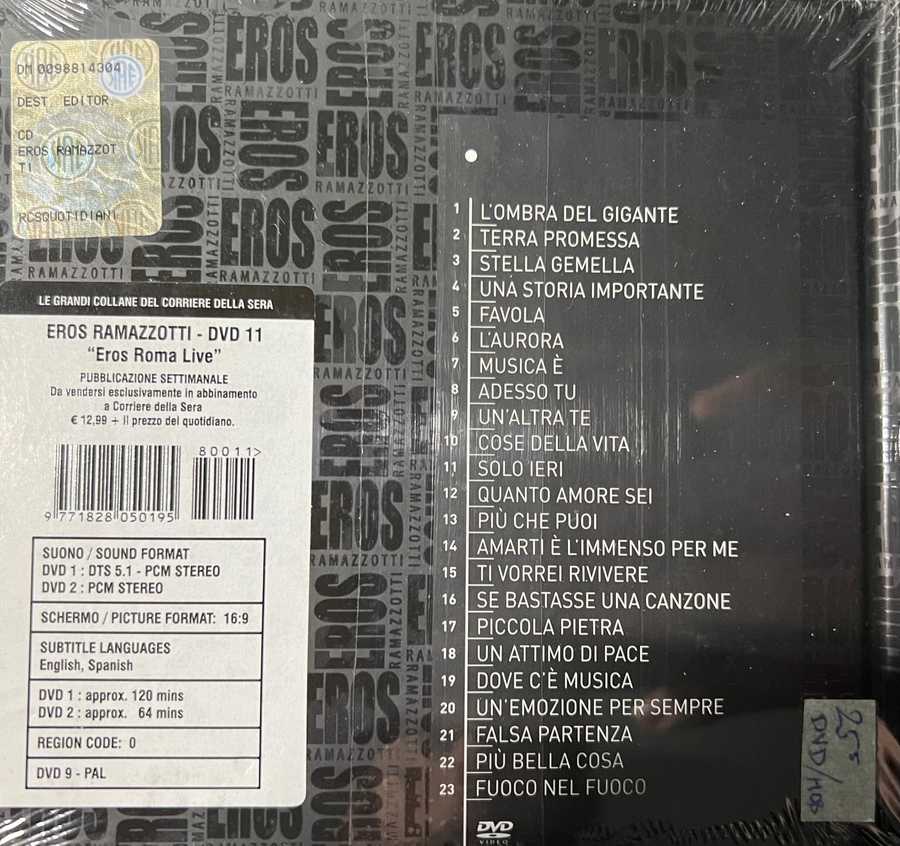 DM 0098814304
DEST. EDITOR.
CD
EROS RAMAZZOT
TI
RCSQUOTIDIANI
EROS
RAMAZZOTTI
LE GRANDI COLLANE DEL CORRIERE DELLA SERA
EROS RAMAZZOTTI - DVD 11
“Eros Roma Live”
PUBBLICAZIONE SETTIMANALE
Da vendersi esclusivamente in abbinamento
a Corriere della Sera
€ 12,99 + Il prezzo del quotidiano.
80011>
9 771828 050195
SUONO / SOUND FORMAT
DVD 1 : DTS 5.1 - PCM STEREO
DVD 2 : PCM STEREO
SCHERMO / PICTURE FORMAT: 16:9
SUBTITLE LANGUAGES
English, Spanish
DVD 1 : approx. 120 mins
DVD 2 : approx. 64 mins
REGION CODE: 0
DVD 9 - PAL
1 L'OMBRA DEL GIGANTE
2 TERRA PROMESSA
3 STELLA GEMELLA
4 UNA STORIA IMPORTANTE
5 FAVOLA
6 L'AURORA
7 MUSICA È
8 ADESSO TU
9 UN'ALTRA TE
10 COSE DELLA VITA
11 SOLO IERI
12 QUANTO AMORE SEI
13 PIÙ CHE PUOI
14 AMARTI È L'IMMENSO PER ME
15 TI VORREI RIVIVERE
16 SE BASTASSE UNA CANZONE
17 PICCOLA PIETRA
18 UN ATTIMO DI PACE
19 DOVE C'È MUSICA
20 UN'EMOZIONE PER SEMPRE
21 FALSA PARTENZA
22 PIÙ BELLA COSA
23 FUOCO NEL FUOCO
DVD
VIDEO